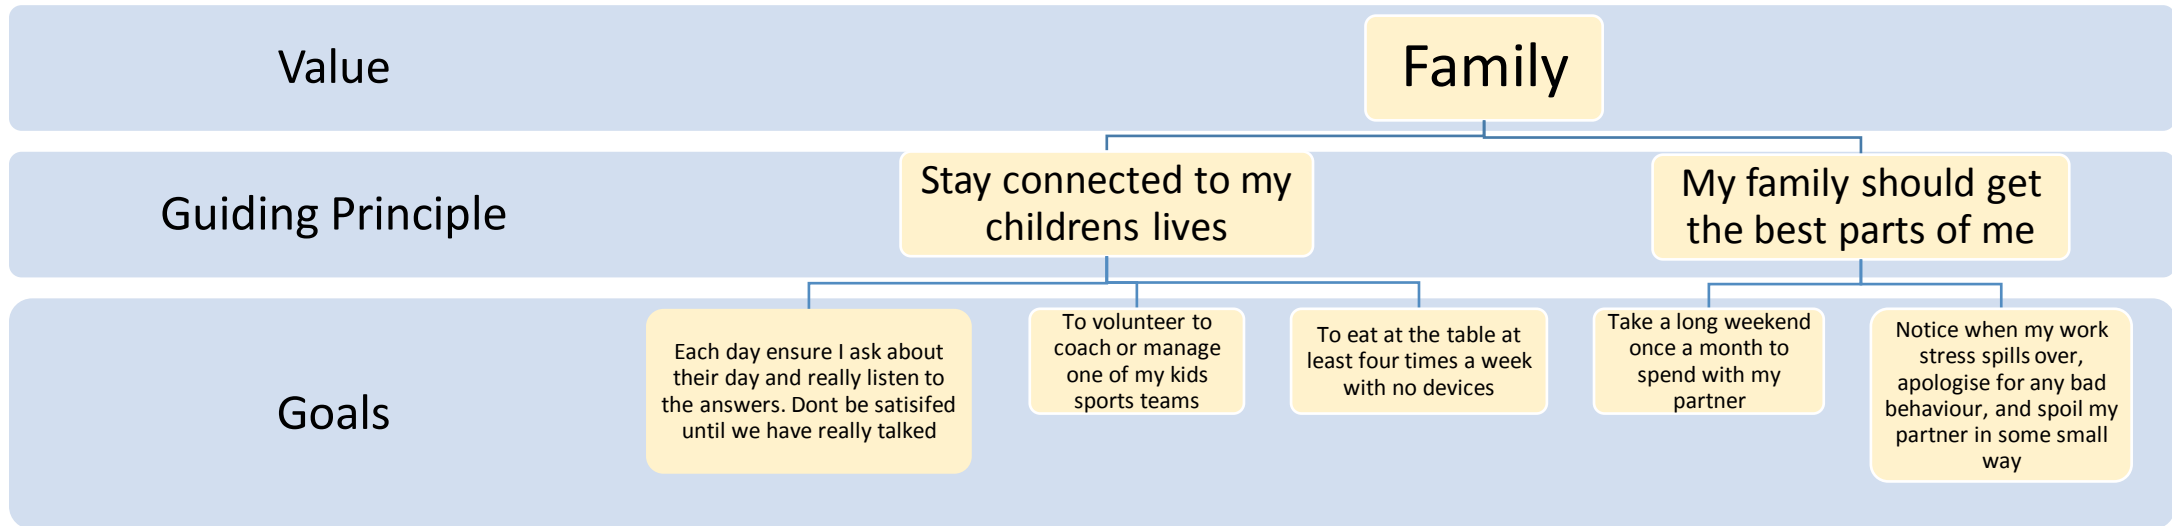 Value
Family
Guiding Principle
Stay connected to my
childrens lives
My family should get
the best parts of me
Goals
Each day ensure I ask about
their day and really listen to
the answers. Dont be satisifed
until we have really talked
To volunteer to
coach or manage
one of my kids
sports teams
To eat at the table at
least four times a week
with no devices
Take a long weekend
once a month to
spend with my
partner
Notice when my work
stress spills over,
apologise for any bad
behaviour, and spoil my
partner in some small
way